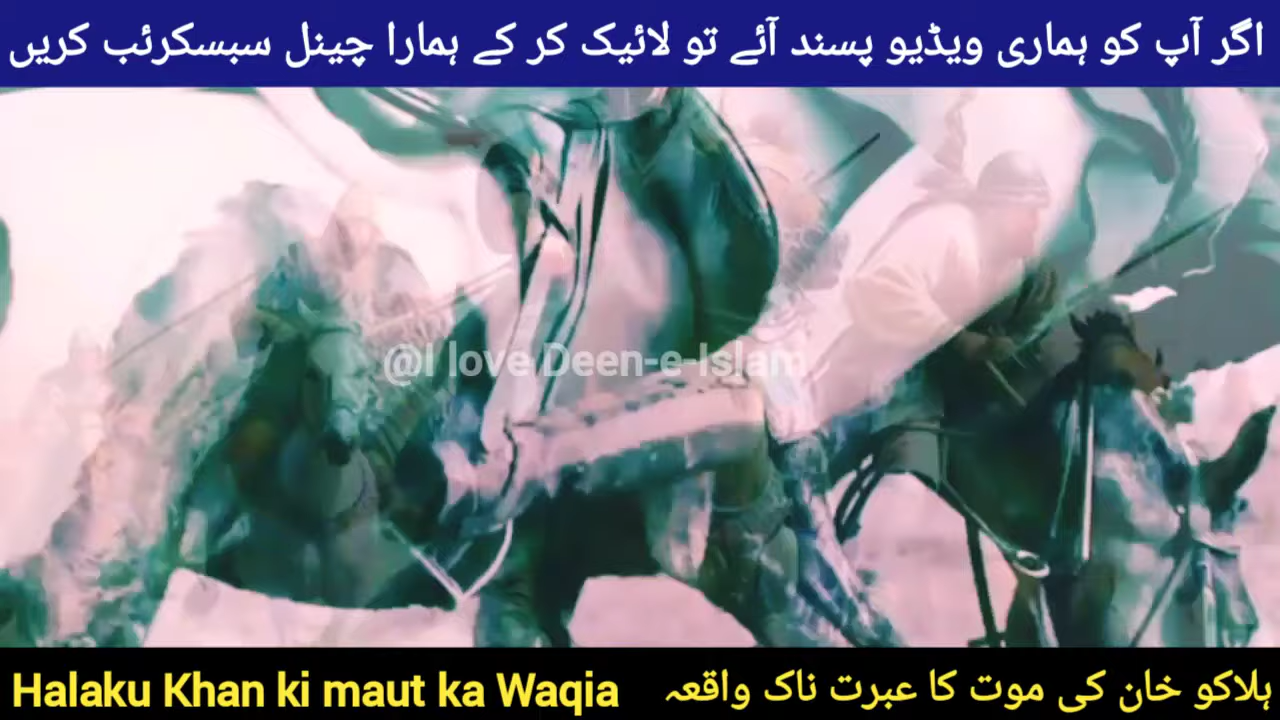 اگر آپ کو ہماری ویڈیو پسند آئے تو لائیک کر کے ہمارا چینل سبسکرئب کریں
@I love Deen-e-Islam
Halaku Khan ki maut ka Waqia ہلاکو خان کی موت کا عبرت ناک واقعہ